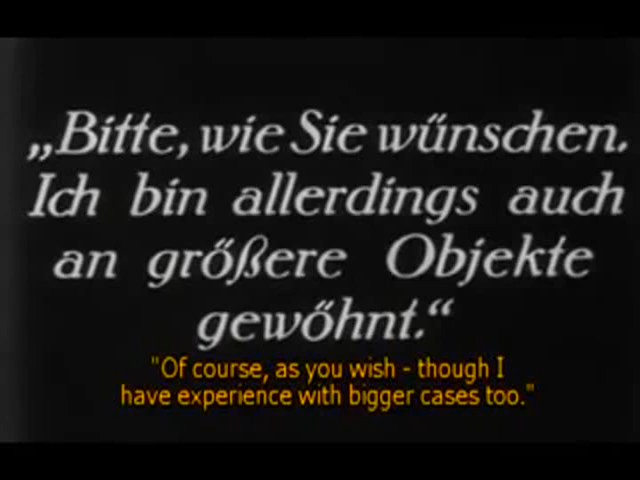 „Bitte, wie Sie wünschen.
Ich bin allerdings auch
an größere Objekte
gewöhnt.“
"Of course, as you wish - though I
have experience with bigger cases too."